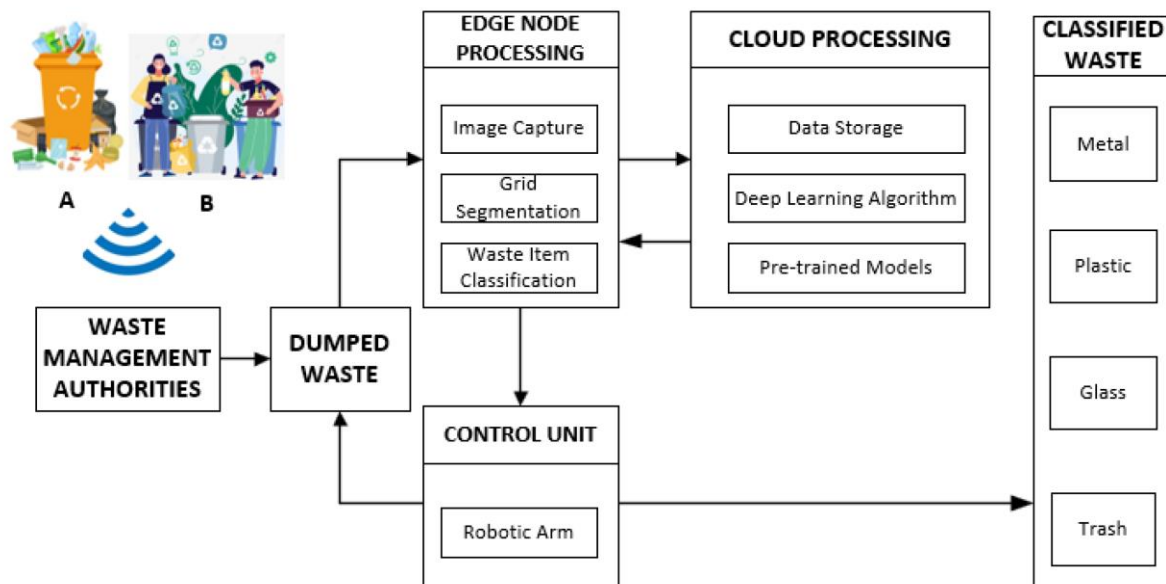 A
B
WASTE
MANAGEMENT
AUTHORITIES
DUMPED
WASTE
EDGE NODE
PROCESSING
Image Capture
Grid
Segmentation
Waste Item
Classification
CONTROL UNIT
Robotic Arm
CLOUD PROCESSING
Data Storage
Deep Learning Algorithm
Pre-trained Models
CLASSIFIED
WASTE
Metal
Plastic
Glass
Trash